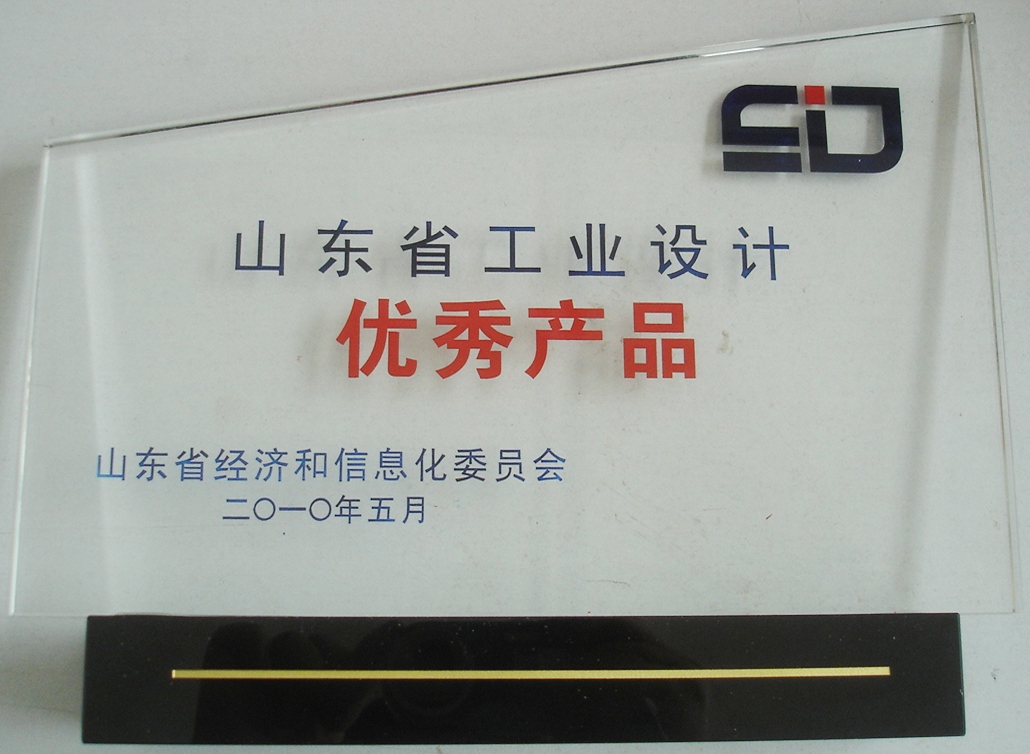 SiD
山东省工业设计
优秀产品
山东省经济和信息化委员会
二〇一〇年五月